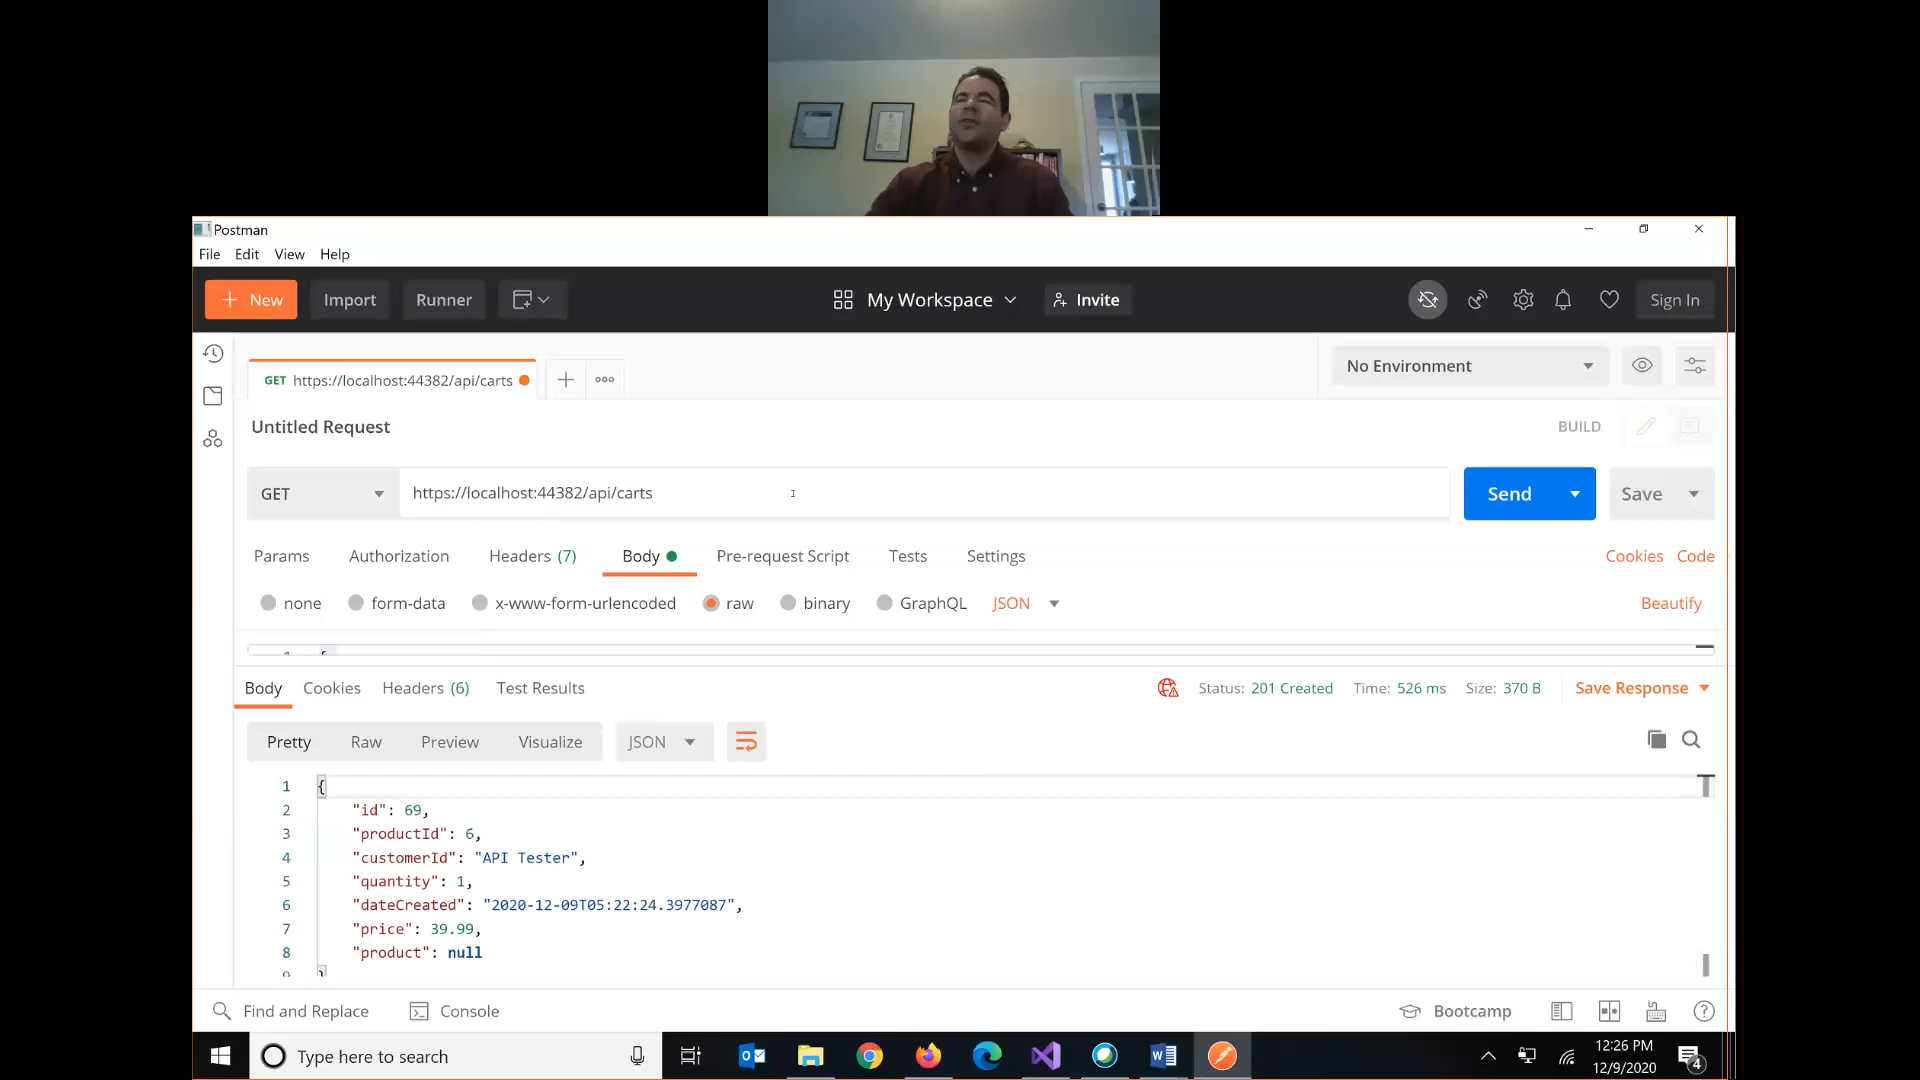 Postman
File Edit View Help
New Import Runner My Workspace Invite Sign In
GET https://localhost:44382/api/carts No Environment
Untitled Request BUILD
GET https://localhost:44382/api/carts Send Save
Params Authorization Headers (7) Body Pre-request Script Tests Settings Cookies Code
none form-data x-www-form-urlencoded raw binary GraphQL JSON Beautify
Body Cookies Headers (6) Test Results Status: 201 Created Time: 526 ms Size: 370 B Save Response
Pretty Raw Preview Visualize JSON
1 {
2 "id": 69,
3 "productId": 6,
4 "customerId": "API Tester",
5 "quantity": 1,
6 "dateCreated": "2020-12-09T05:22:24.3977087",
7 "price": 39.99,
8 "product": null
9 }
Find and Replace Console Bootcamp
Type here to search 12:26 PM
12/9/2020 4